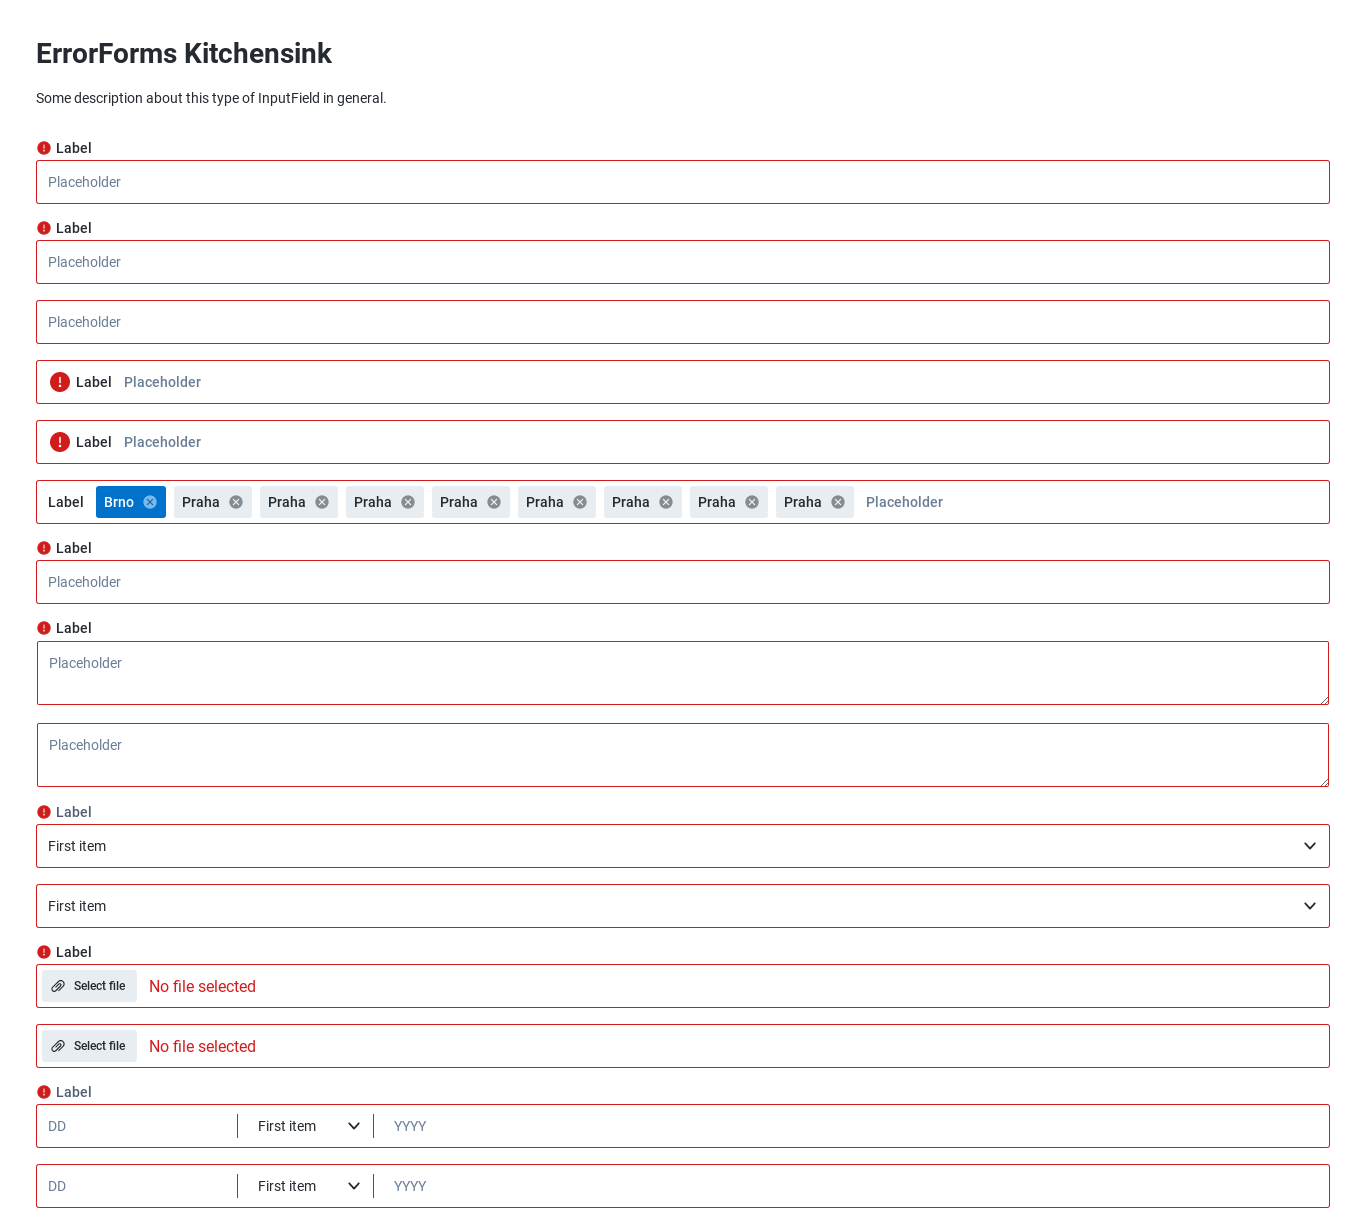 ErrorForms Kitchensink
Some description about this type of InputField in general.
Label
Placeholder
Label
Placeholder
Placeholder
Label Placeholder
Label Placeholder
Label Brno Praha Praha Praha Praha Praha Praha Praha Praha Placeholder
Label
Placeholder
Label
Placeholder
Placeholder
Label
First item
First item
Label
Select file No file selected
Select file No file selected
Label
DD First item YYYY
DD First item YYYY